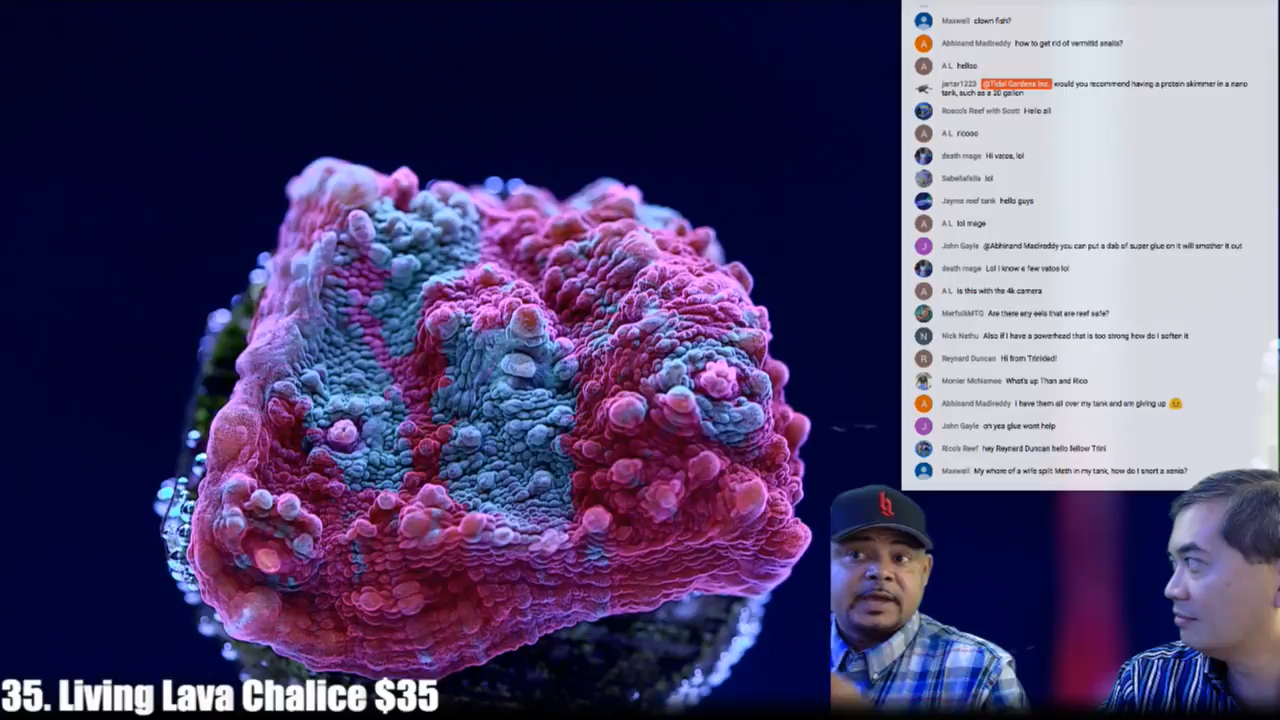 Maxwell clown fish?
A
Abhinand Madireddy how to get rid of vermitid snails?
A
A L helloo
jartar1223 @Tidal Gardens Inc. would you recommend having a protein skimmer in a nano
tank, such as a 20 gallon
Rosco's Reef with Scott Hello all
A
A L ricooo
death mage Hi vatos, lol
Sabellafella lol
Jayme reef tank hello guys
A
A L lol mage
J
John Gayle @Abhinand Madireddy you can put a dab of super glue on it will smother it out
death mage Lol I know a few vatos lol
A
A L is this with the 4k camera
MerfolkMTG Are there any eels that are reef safe?
N
Nick Nathu Also if I have a powerhead that is too strong how do I soften it
R
Reynard Duncan Hi from Trinidad!
Monier McNamee What's up Than and Rico
A
Abhinand Madireddy i have them all over my tank and am giving up
J
John Gayle oh yea glue wont help
Rico's Reef hey Reynard Duncan hello fellow Trini
Maxwell My whore of a wife spilt Meth in my tank, how do I snort a xenia?
h
35. Living Lava Chalice $35